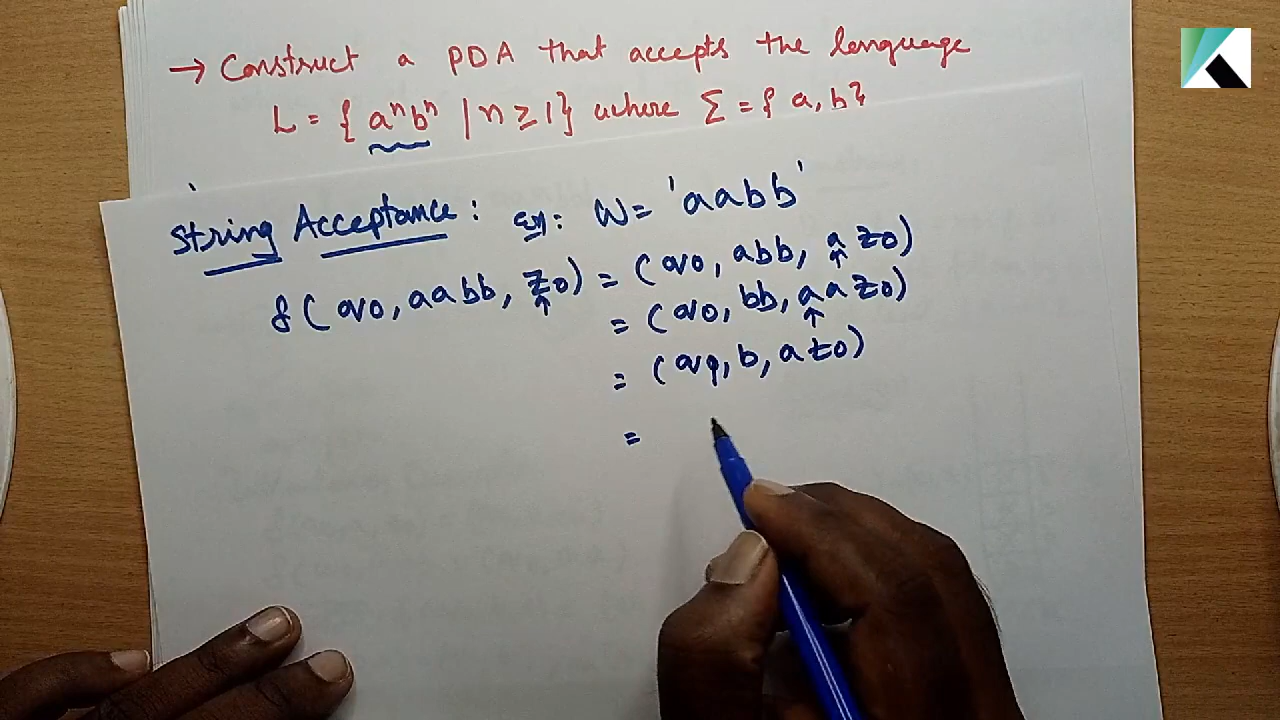 → Construct a PDA that accepts the language
L = { aⁿbⁿ | n ≥ 1 } where Σ = { a, b }
String Acceptance : Ex : W = 'aabb'
δ(q0, aabb, z0) = (q0, abb, a z0)
= (q0, bb, a a z0)
= (q1, b, a z0)
=